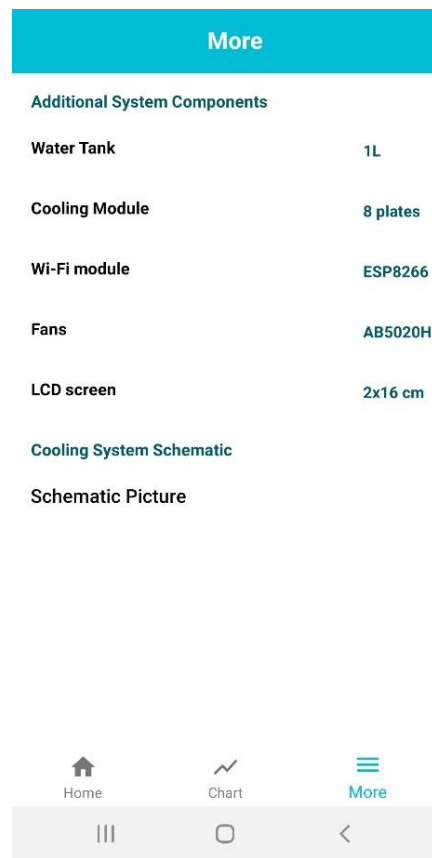 More
Additional System Components
Water Tank 1L
Cooling Module 8 plates
Wi-Fi module ESP8266
Fans AB5020H
LCD screen 2x16 cm
Cooling System Schematic
Schematic Picture
Home Chart More